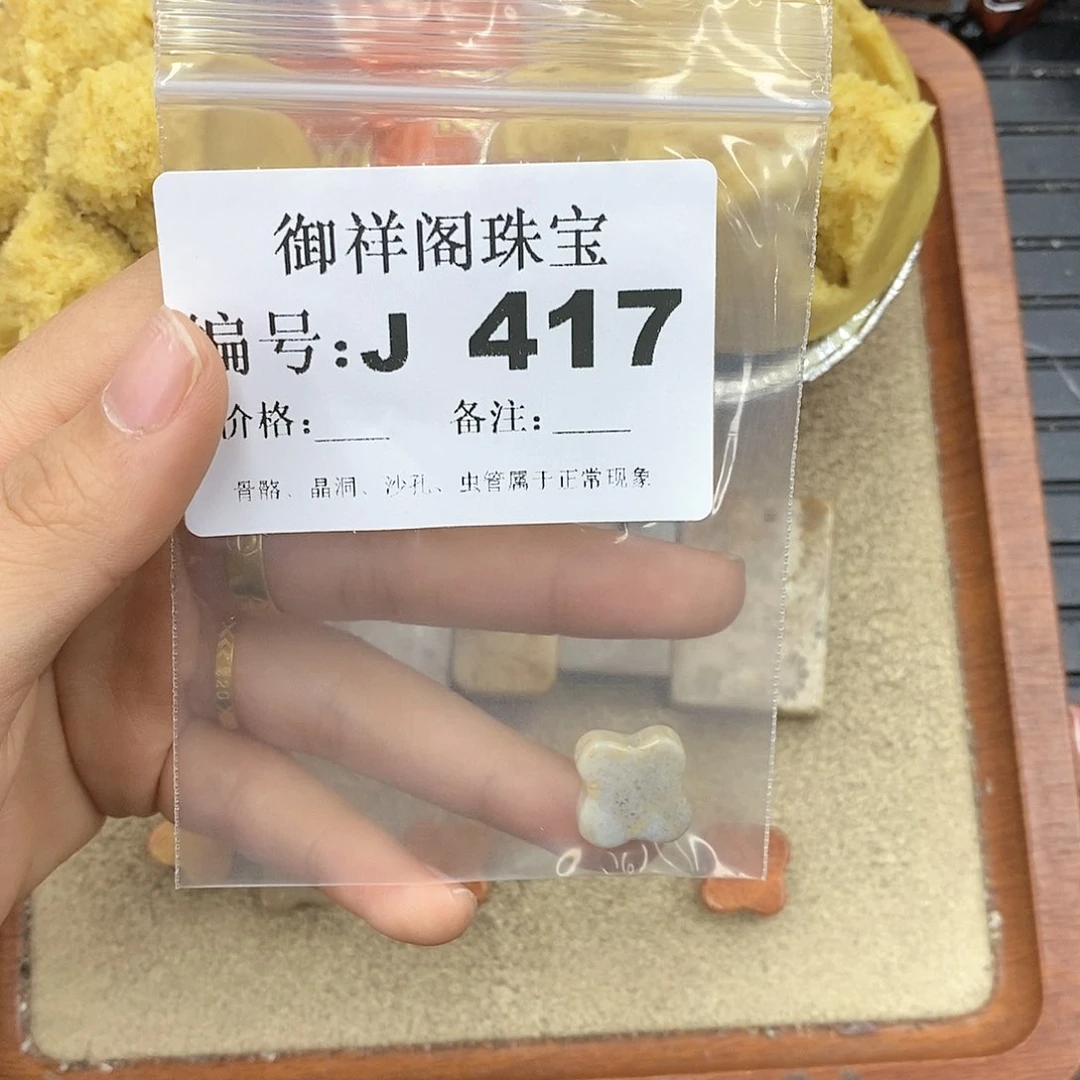 御祥阁珠宝
编号:J 417
价格:____ 备注:____
骨骼、晶洞、沙孔、虫管属于正常现象